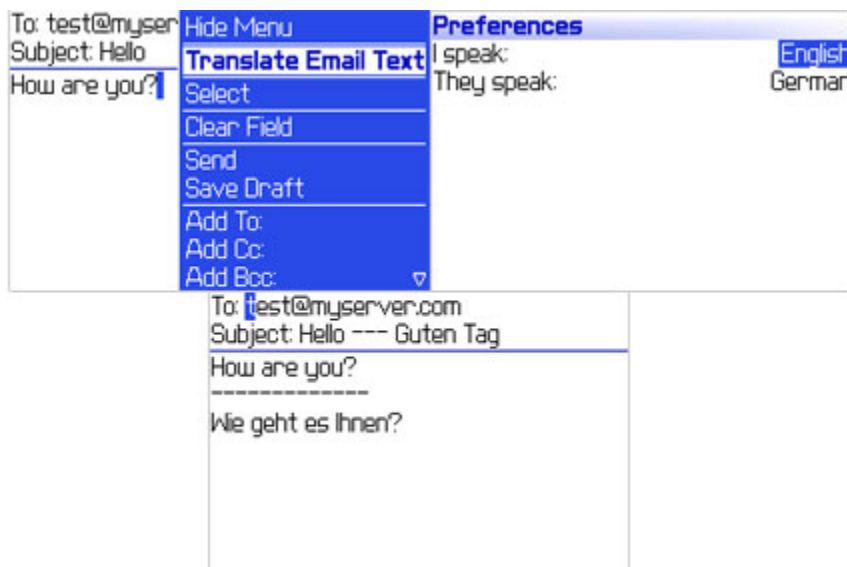 To: test@myser
Subject: Hello
How are you?
Hide Menu
Translate Email Text
Select
Clear Field
Send
Save Draft
Add To:
Add Cc:
Add Bcc:
Preferences
I speak: English
They speak: German
To: test@myserver.com
Subject: Hello --- Guten Tag
How are you?
-------------
Wie geht es Ihnen?